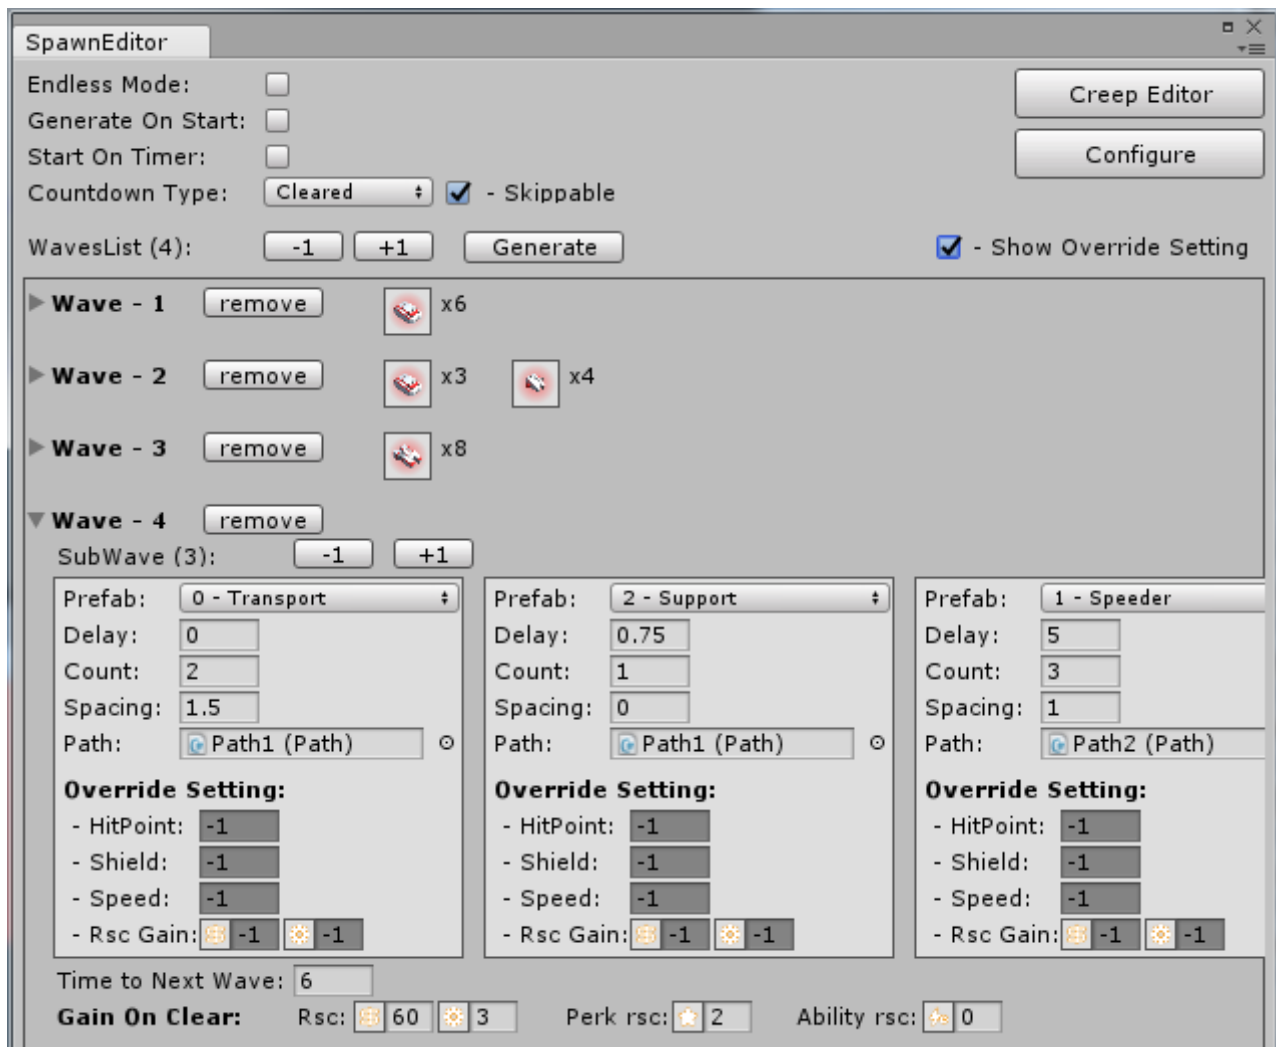 SpawnEditor
Endless Mode:
Creep Editor
Generate On Start:
Start On Timer:
Configure
Countdown Type: Cleared - Skippable
WavesList (4): -1 +1 Generate - Show Override Setting
Wave - 1 remove x6
Wave - 2 remove x3 x4
Wave - 3 remove x8
Wave - 4 remove
SubWave (3): -1 +1
Prefab: 0 - Transport Prefab: 2 - Support Prefab: 1 - Speeder
Delay: 0 Delay: 0.75 Delay: 5
Count: 2 Count: 1 Count: 3
Spacing: 1.5 Spacing: 0 Spacing: 1
Path: Path1 (Path) Path: Path1 (Path) Path: Path2 (Path)
Override Setting: Override Setting: Override Setting:
- HitPoint: -1 - HitPoint: -1 - HitPoint: -1
- Shield: -1 - Shield: -1 - Shield: -1
- Speed: -1 - Speed: -1 - Speed: -1
- Rsc Gain: -1 -1 - Rsc Gain: -1 -1 - Rsc Gain: -1 -1
Time to Next Wave: 6
Gain On Clear: Rsc: 60 3 Perk rsc: 2 Ability rsc: 0